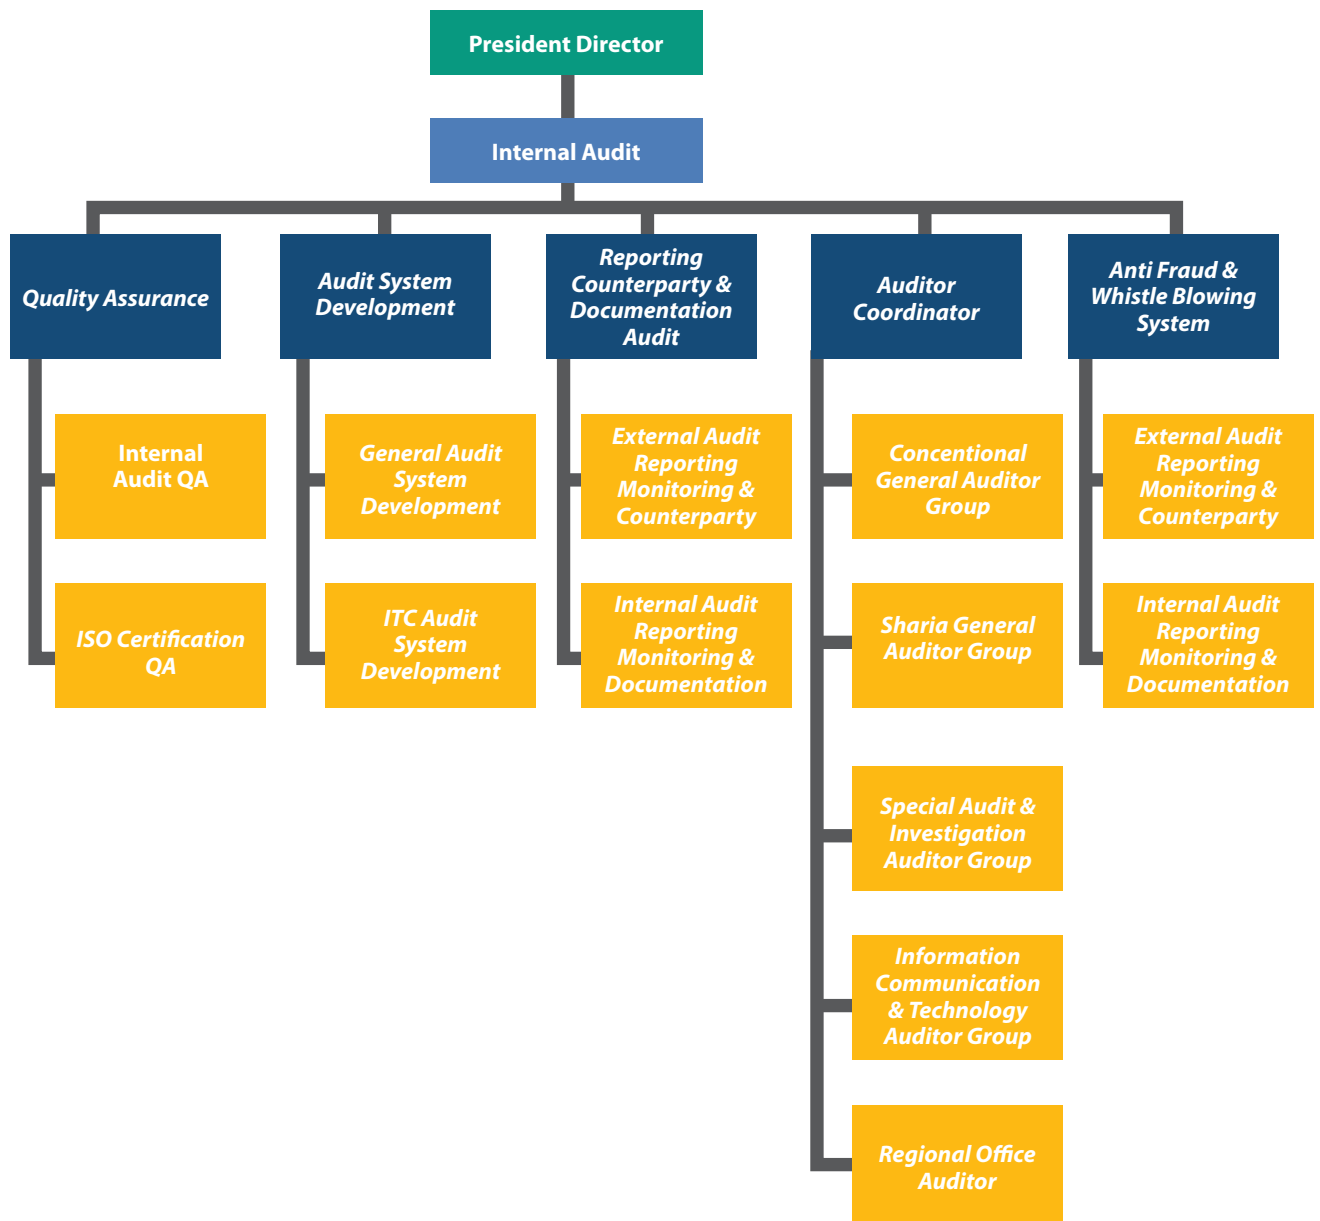 President Director
Internal Audit
Quality Assurance
Audit System
Development
Reporting
Counterparty &
Documentation
Audit
Auditor
Coordinator
Anti Fraud &
Whistle Blowing
System
Internal
Audit QA
ISO Certification
QA
General Audit
System
Development
ITC Audit
System
Development
External Audit
Reporting
Monitoring &
Counterparty
Internal Audit
Reporting
Monitoring &
Documentation
Concentional
General Auditor
Group
Sharia General
Auditor Group
Special Audit &
Investigation
Auditor Group
Information
Communication
& Technology
Auditor Group
Regional Office
Auditor
External Audit
Reporting
Monitoring &
Counterparty
Internal Audit
Reporting
Monitoring &
Documentation